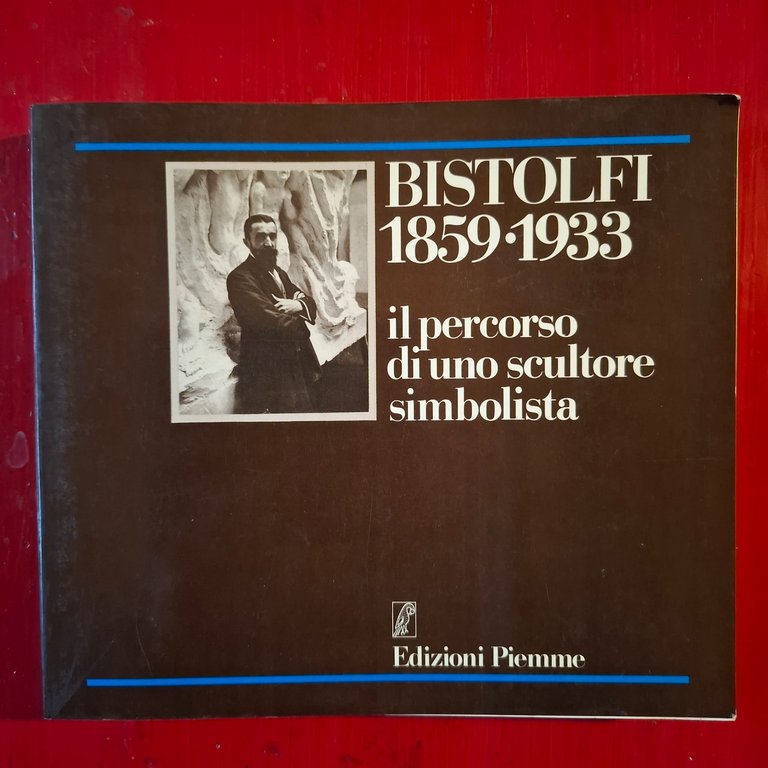 BISTOLFI
1859·1933
il percorso
di uno scultore
simbolista
Edizioni Piemme